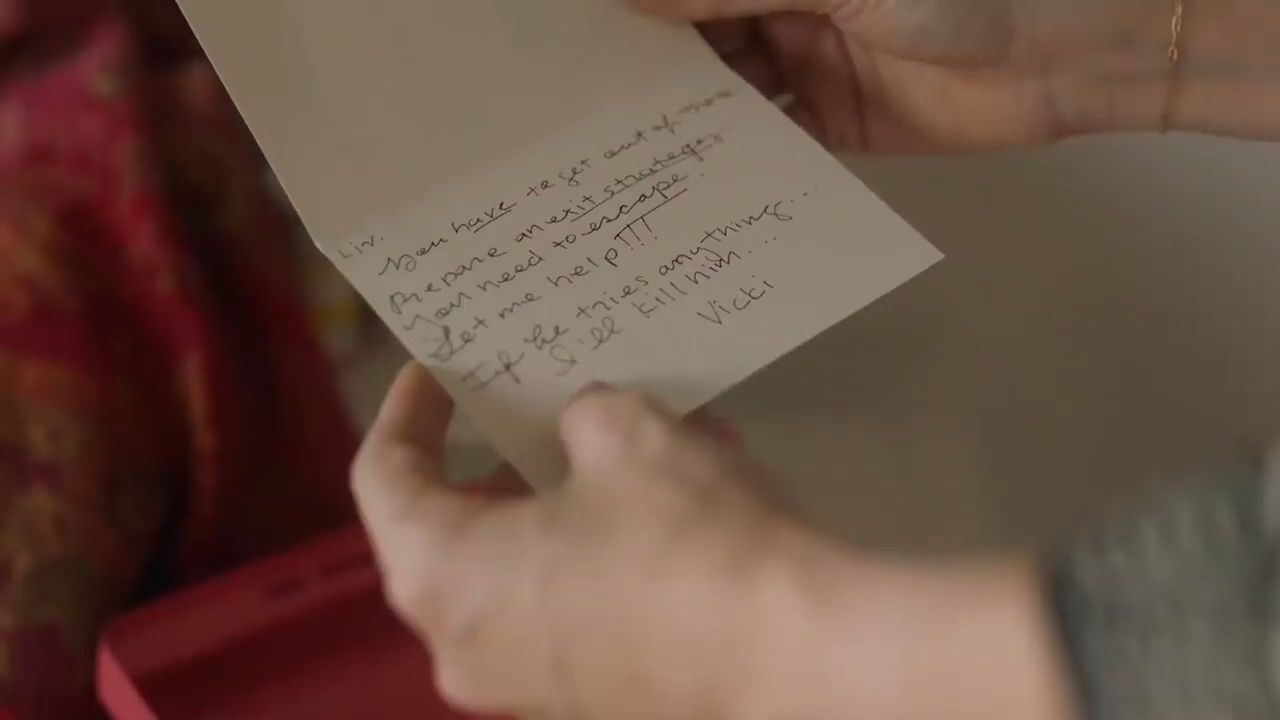 Liv.
You have to get out of there
Prepare an exit strategy
You need to escape.
Let me help!!!
If he tries anything...
I'll kill him....
Vicki